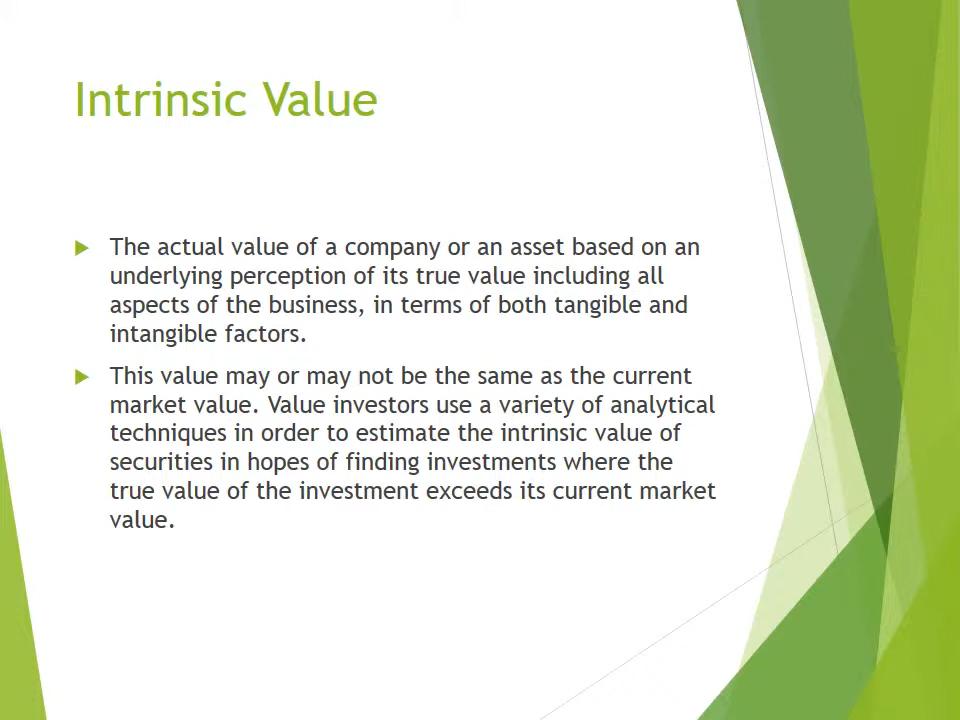 Intrinsic Value
The actual value of a company or an asset based on an
underlying perception of its true value including all
aspects of the business, in terms of both tangible and
intangible factors.
This value may or may not be the same as the current
market value. Value investors use a variety of analytical
techniques in order to estimate the intrinsic value of
securities in hopes of finding investments where the
true value of the investment exceeds its current market
value.